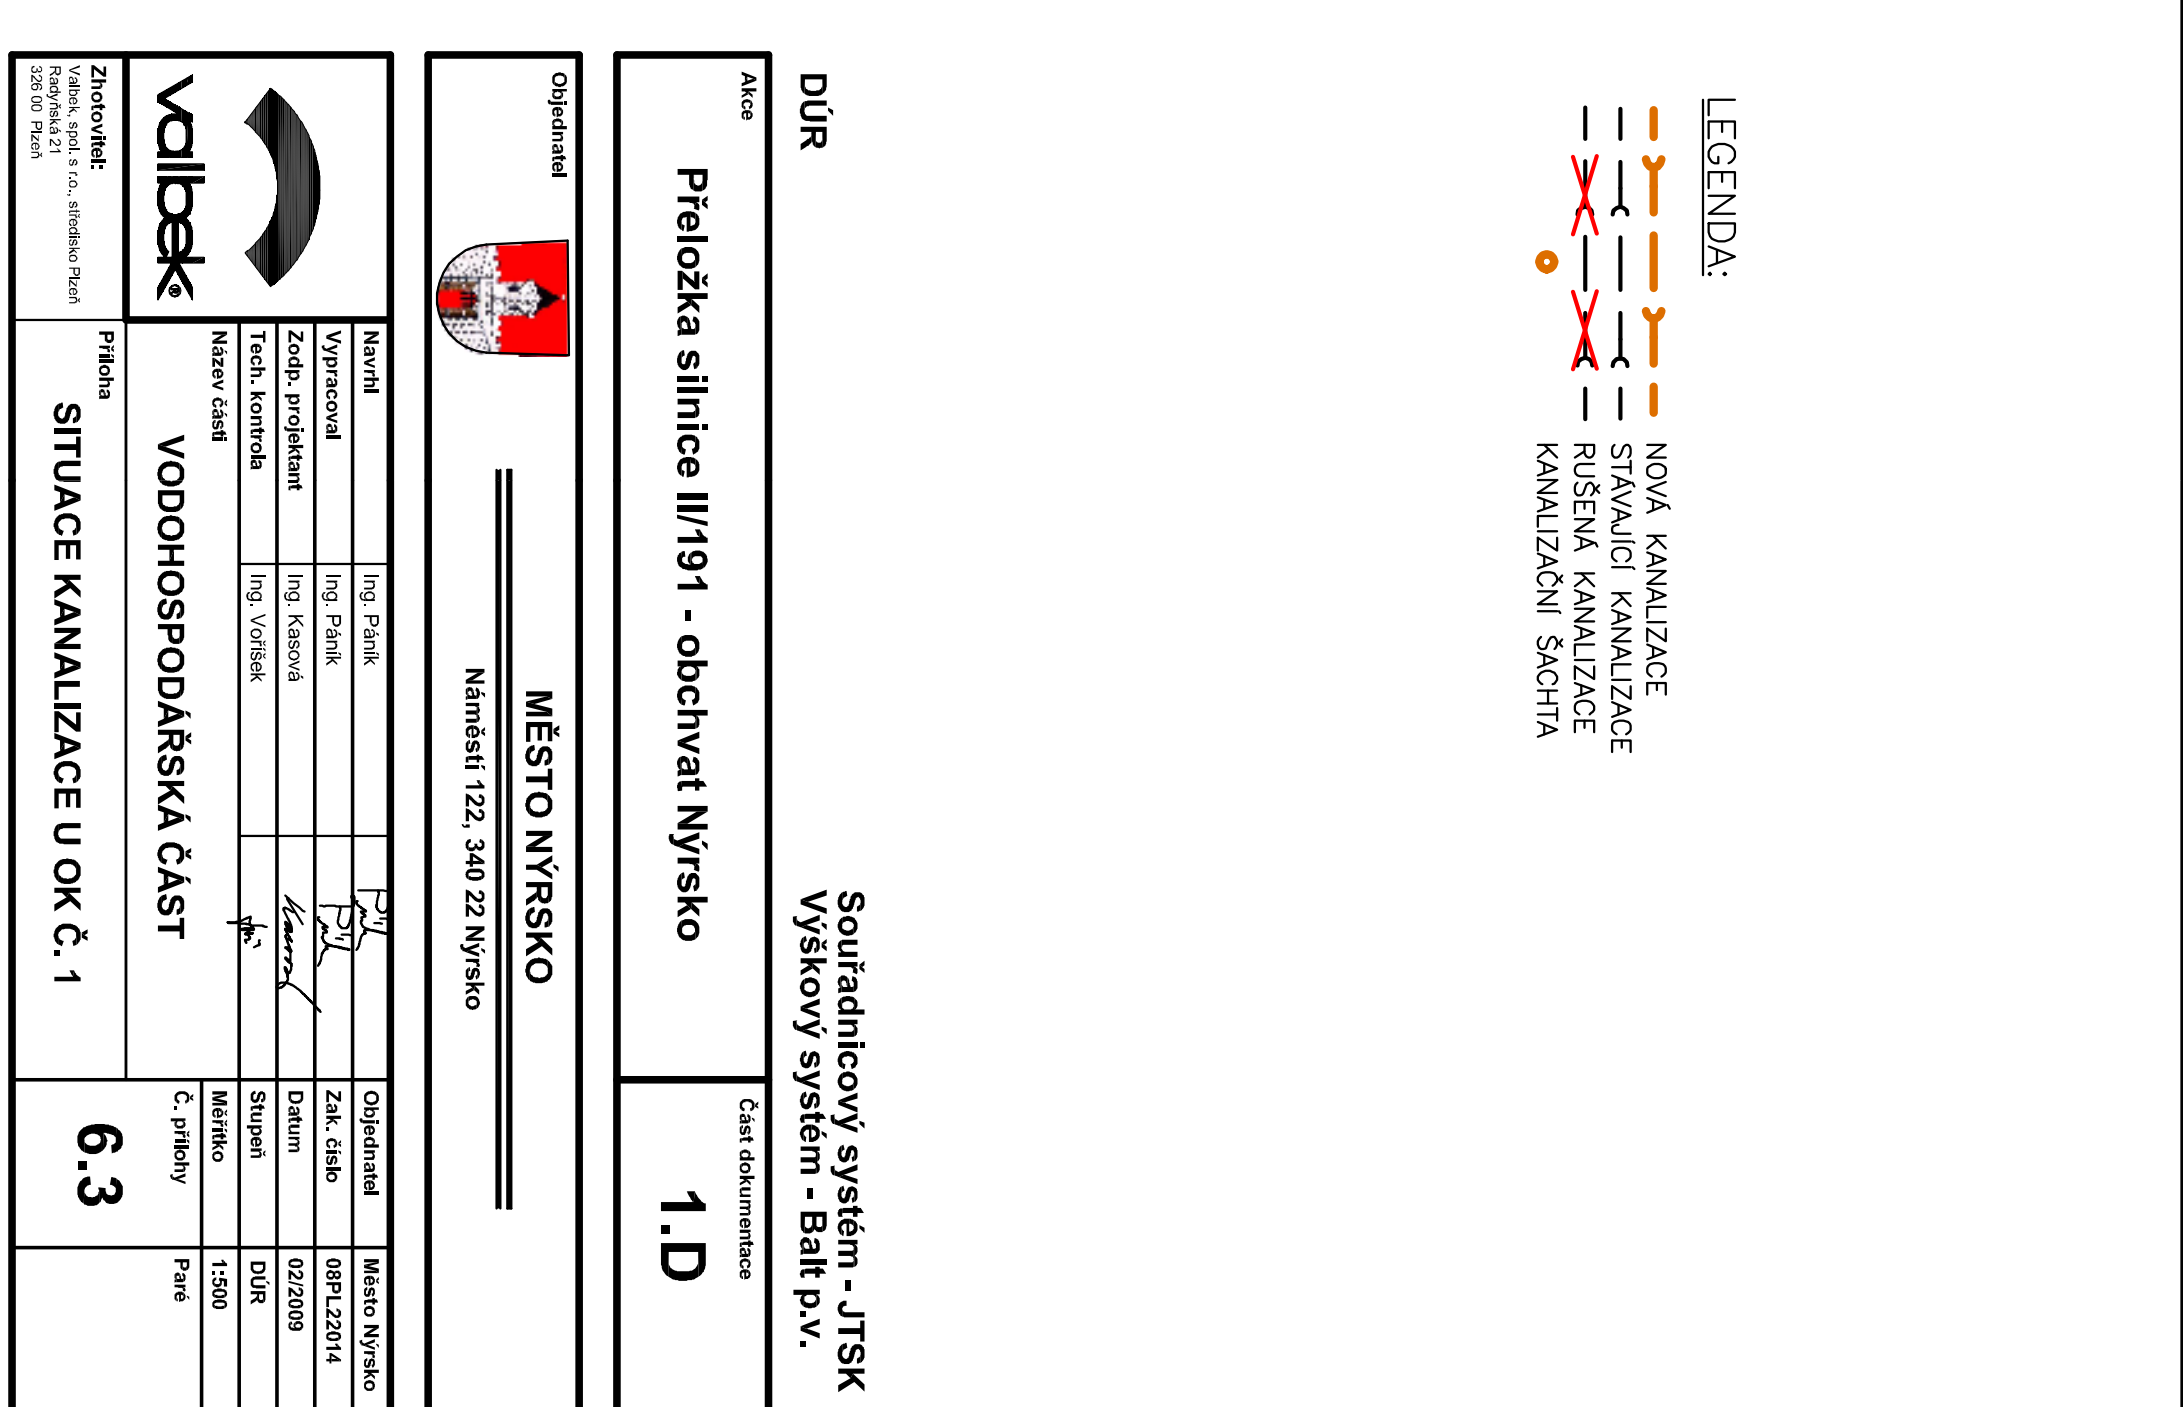 LEGENDA:
NOVÁ KANALIZACE
STÁVAJÍCÍ KANALIZACE
RUŠENÁ KANALIZACE
KANALIZAČNÍ ŠACHTA
Souřadnicový systém - JTSK
DÚR
Výškový systém - Balt p.v.
Akce
Část dokumentace
Přeložka silnice II/191 - obchvat Nýrsko
1.D
Objednatel
MĚSTO NÝRSKO
Náměstí 122, 340 22 Nýrsko
valbek®
Navrhl
Ing. Páník
Objednatel
Město Nýrsko
Vypracoval
Ing. Páník
Zak. číslo
08PL22014
Zodp. projektant
Ing. Kasová
Datum
02/2009
Tech. kontrola
Ing. Voříšek
Stupeň
DÚR
Název části
Měřítko
1:500
VODOHOSPODÁŘSKÁ ČÁST
Č. přílohy
Paré
Zhotovitel:
Valbek, spol. s r.o., středisko Plzeň
Radyňská 21
326 00 Plzeň
Příloha
SITUACE KANALIZACE U OK Č. 1
6.3